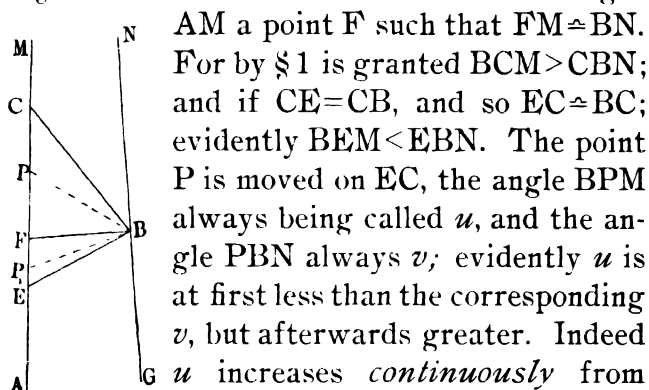 AM a point F such that FM≏BN.
For by § 1 is granted BCM>CBN;
and if CE=CB, and so EC≏BC;
evidently BEM<EBN. The point
P is moved on EC, the angle BPM
always being called u, and the an-
gle PBN always v; evidently u is
at first less than the corresponding
v, but afterwards greater. Indeed
u increases continuously from
M
N
C
P
F
B
P
E
A
G